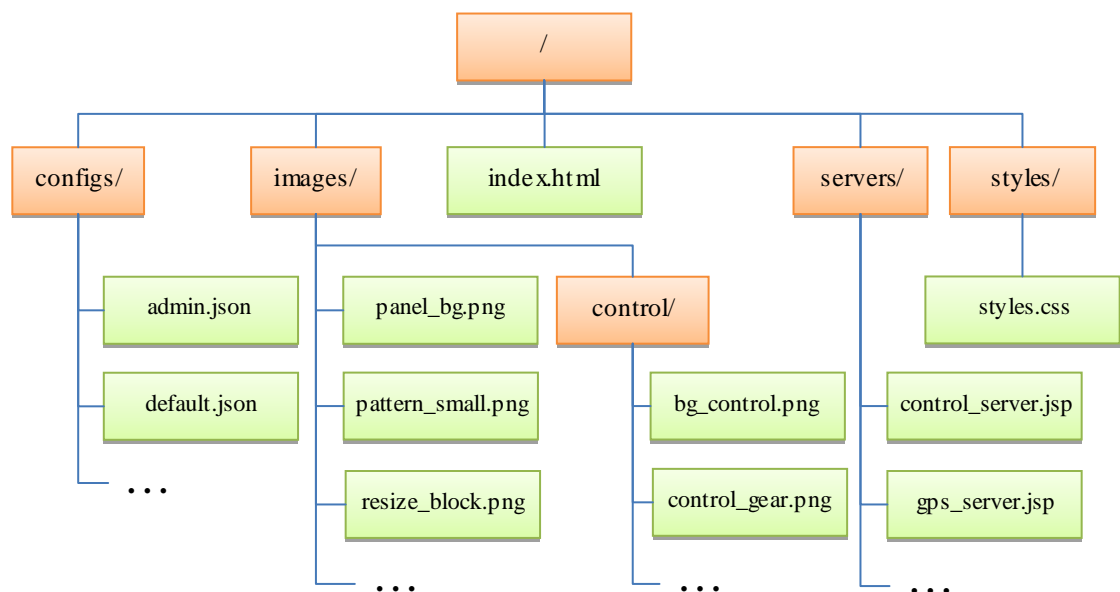 /
configs/
images/
index.html
servers/
styles/
admin.json
panel_bg.png
control/
styles.css
default.json
pattern_small.png
bg_control.png
control_server.jsp
...
resize_block.png
control_gear.png
gps_server.jsp
...
...
...